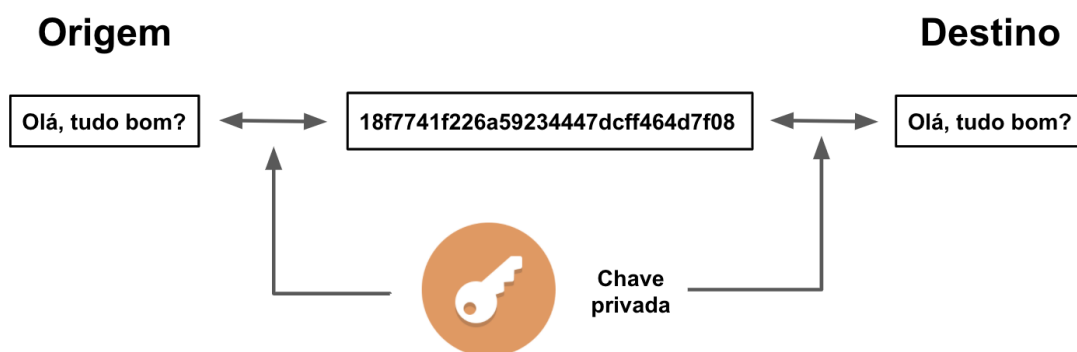 Origem
Destino
Olá, tudo bom?
18f7741f226a59234447dcff464d7f08
Olá, tudo bom?
Chave
privada